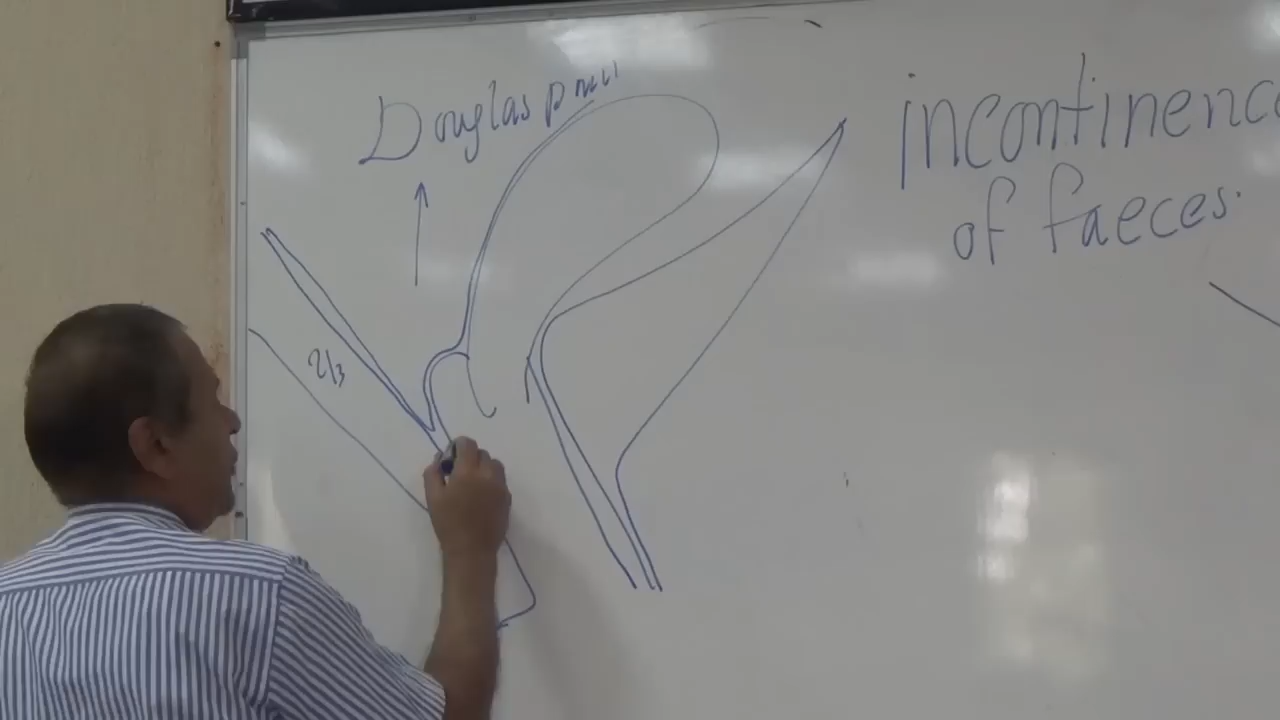 Douglas pouch
incontinence
of faeces.
2/3